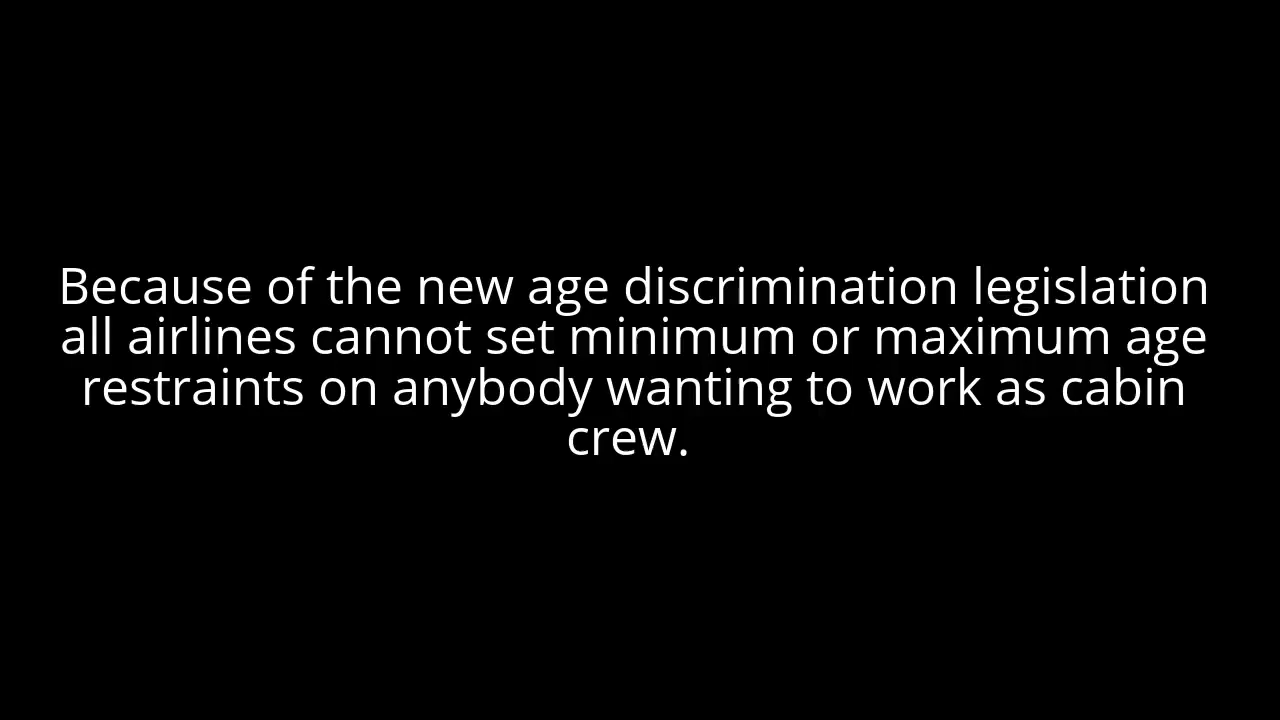 Because of the new age discrimination legislation
all airlines cannot set minimum or maximum age
restraints on anybody wanting to work as cabin
crew.